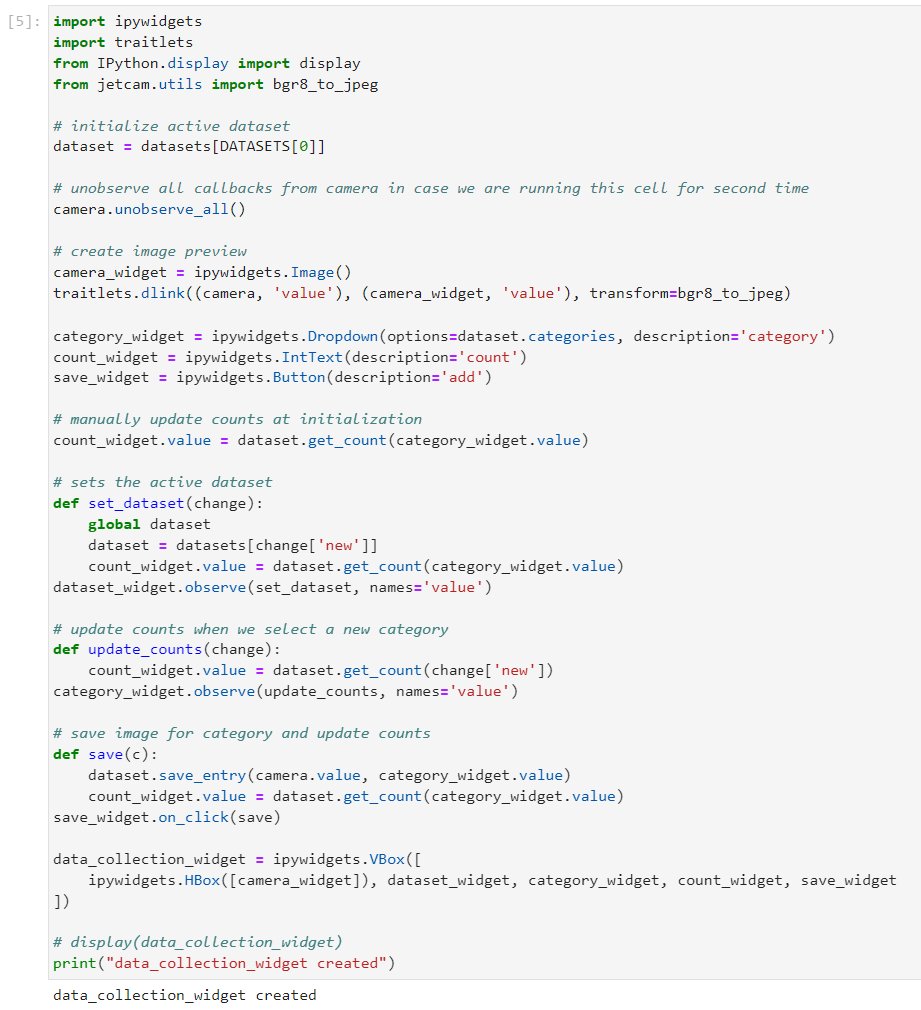 [5]: import ipywidgets
import traitlets
from IPython.display import display
from jetcam.utils import bgr8_to_jpeg

# initialize active dataset
dataset = datasets[DATASETS[0]]

# unobserve all callbacks from camera in case we are running this cell for second time
camera.unobserve_all()

# create image preview
camera_widget = ipywidgets.Image()
traitlets.dlink((camera, 'value'), (camera_widget, 'value'), transform=bgr8_to_jpeg)

category_widget = ipywidgets.Dropdown(options=dataset.categories, description='category')
count_widget = ipywidgets.IntText(description='count')
save_widget = ipywidgets.Button(description='add')

# manually update counts at initialization
count_widget.value = dataset.get_count(category_widget.value)

# sets the active dataset
def set_dataset(change):
    global dataset
    dataset = datasets[change['new']]
    count_widget.value = dataset.get_count(category_widget.value)
dataset_widget.observe(set_dataset, names='value')

# update counts when we select a new category
def update_counts(change):
    count_widget.value = dataset.get_count(change['new'])
category_widget.observe(update_counts, names='value')

# save image for category and update counts
def save(c):
    dataset.save_entry(camera.value, category_widget.value)
    count_widget.value = dataset.get_count(category_widget.value)
save_widget.on_click(save)

data_collection_widget = ipywidgets.VBox([
    ipywidgets.HBox([camera_widget]), dataset_widget, category_widget, count_widget, save_widget
])

# display(data_collection_widget)
print("data_collection_widget created")
data_collection_widget created